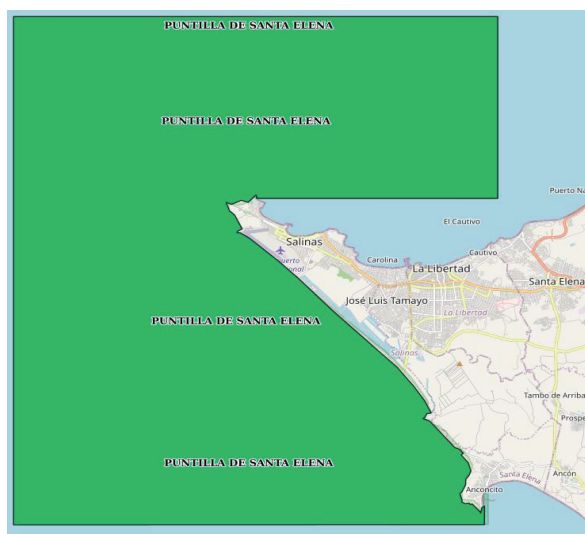 PUNTILLA DE SANTA ELENA
PUNTILLA DE SANTA ELENA
Puerto Na
El Cautivo
Salinas
Cautivo
Carolina
La Libertad
Santa Elena
José Luis Tamayo
La Libertad
PUNTILLA DE SANTA ELENA
Salinas
Tambo de Arriba
Prospe
PUNTILLA DE SANTA ELENA
Santa Elena
Ancón
Anconcito